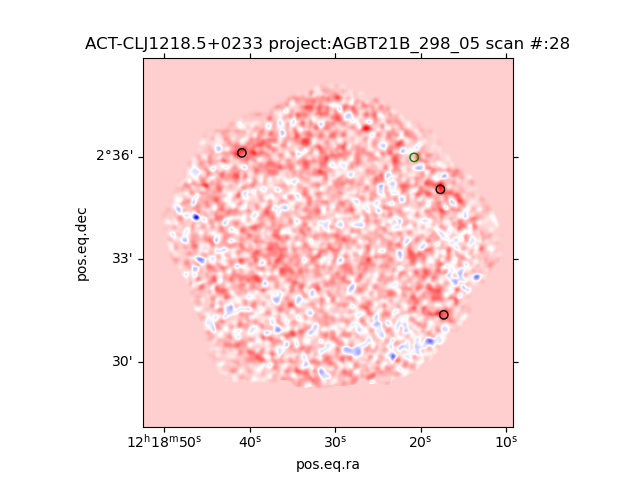 ACT-CLJ1218.5+0233 project:AGBT21B_298_05 scan #:28
2°36'
33'
30'
pos.eq.dec
12ʰ18ᵐ50ˢ 40ˢ 30ˢ 20ˢ 10ˢ
pos.eq.ra